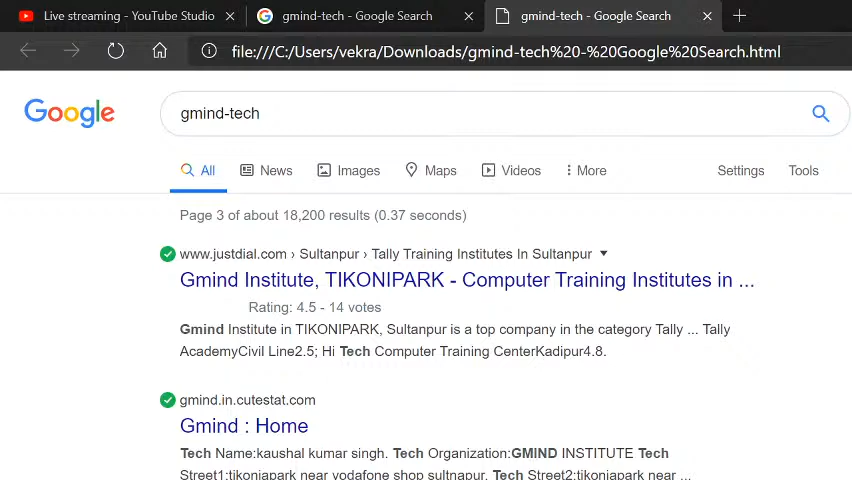 Live streaming - YouTube Studio
gmind-tech - Google Search
gmind-tech - Google Search
file:///C:/Users/vekra/Downloads/gmind-tech%20-%20Google%20Search.html
Google
gmind-tech
All News Images Maps Videos More Settings Tools
Page 3 of about 18,200 results (0.37 seconds)
www.justdial.com › Sultanpur › Tally Training Institutes In Sultanpur
Gmind Institute, TIKONIPARK - Computer Training Institutes in ...
Rating: 4.5 - 14 votes
Gmind Institute in TIKONIPARK, Sultanpur is a top company in the category Tally ... Tally
AcademyCivil Line2.5; Hi Tech Computer Training CenterKadipur4.8.
gmind.in.cutestat.com
Gmind : Home
Tech Name:kaushal kumar singh. Tech Organization:GMIND INSTITUTE Tech
Street1:tikoniapark near vodafone shop sultnapur. Tech Street2:tikoniapark near ...